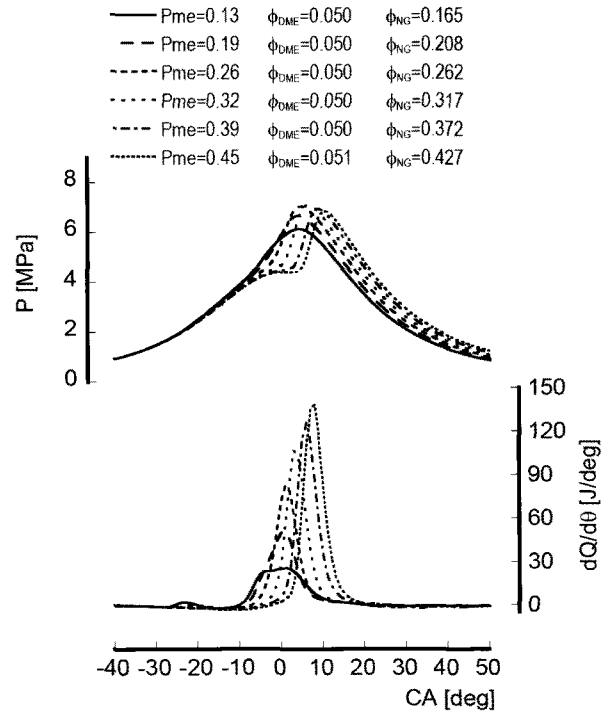 Pme=0.13 ϕDME=0.050 ϕNG=0.165
Pme=0.19 ϕDME=0.050 ϕNG=0.208
Pme=0.26 ϕDME=0.050 ϕNG=0.262
Pme=0.32 ϕDME=0.050 ϕNG=0.317
Pme=0.39 ϕDME=0.050 ϕNG=0.372
Pme=0.45 ϕDME=0.051 ϕNG=0.427
8
6
4
2
0
P [MPa]
150
120
90
60
30
0
dQ/dθ [J/deg]
-40 -30 -20 -10 0 10 20 30 40 50
CA [deg]